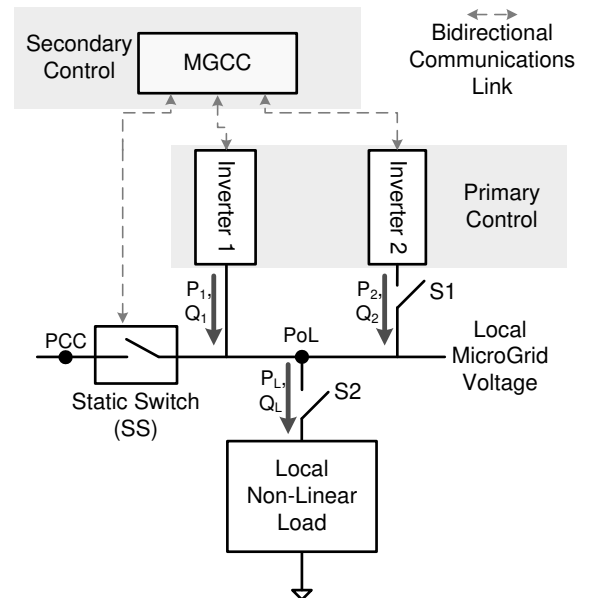 Secondary
Control
MGCC
Bidirectional
Communications
Link
Inverter 1
Inverter 2
Primary
Control
P1,
Q1
P2,
Q2
S1
PCC
PoL
Local
MicroGrid
Voltage
Static Switch
(SS)
PL,
QL
S2
Local
Non-Linear
Load